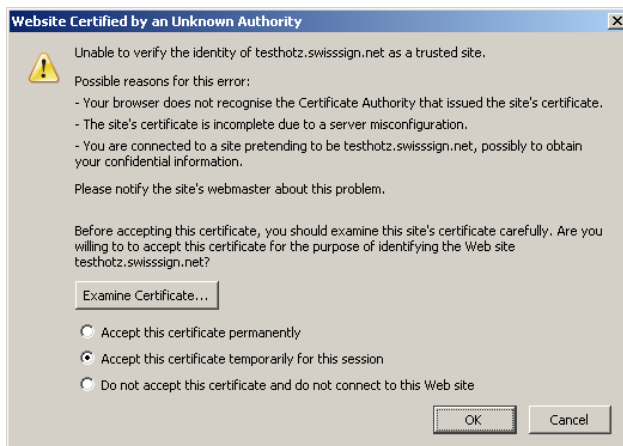 Website Certified by an Unknown Authority
Unable to verify the identity of testhotz.swisssign.net as a trusted site.
Possible reasons for this error:
- Your browser does not recognise the Certificate Authority that issued the site's certificate.
- The site's certificate is incomplete due to a server misconfiguration.
- You are connected to a site pretending to be testhotz.swisssign.net, possibly to obtain
your confidential information.
Please notify the site's webmaster about this problem.
Before accepting this certificate, you should examine this site's certificate carefully. Are you
willing to to accept this certificate for the purpose of identifying the Web site
testhotz.swisssign.net?
Examine Certificate...
Accept this certificate permanently
Accept this certificate temporarily for this session
Do not accept this certificate and do not connect to this Web site
OK Cancel